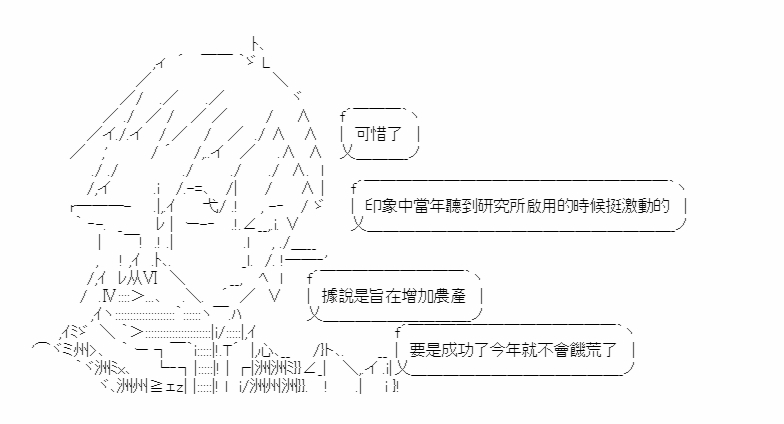 可惜了
印象中當年聽到研究所啟用的時候挺激動的
據說是旨在增加農產
要是成功了今年就不會饑荒了